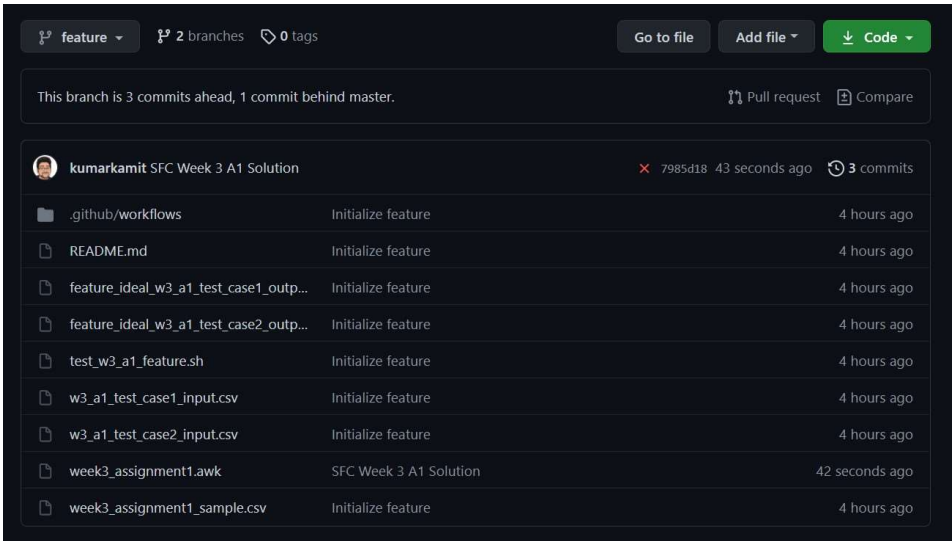 feature 2 branches 0 tags Go to file Add file Code
This branch is 3 commits ahead, 1 commit behind master. Pull request Compare
kumarkamit SFC Week 3 A1 Solution 7985d18 43 seconds ago 3 commits
.github/workflows Initialize feature 4 hours ago
README.md Initialize feature 4 hours ago
feature_ideal_w3_a1_test_case1_outp... Initialize feature 4 hours ago
feature_ideal_w3_a1_test_case2_outp... Initialize feature 4 hours ago
test_w3_a1_feature.sh Initialize feature 4 hours ago
w3_a1_test_case1_input.csv Initialize feature 4 hours ago
w3_a1_test_case2_input.csv Initialize feature 4 hours ago
week3_assignment1.awk SFC Week 3 A1 Solution 42 seconds ago
week3_assignment1_sample.csv Initialize feature 4 hours ago